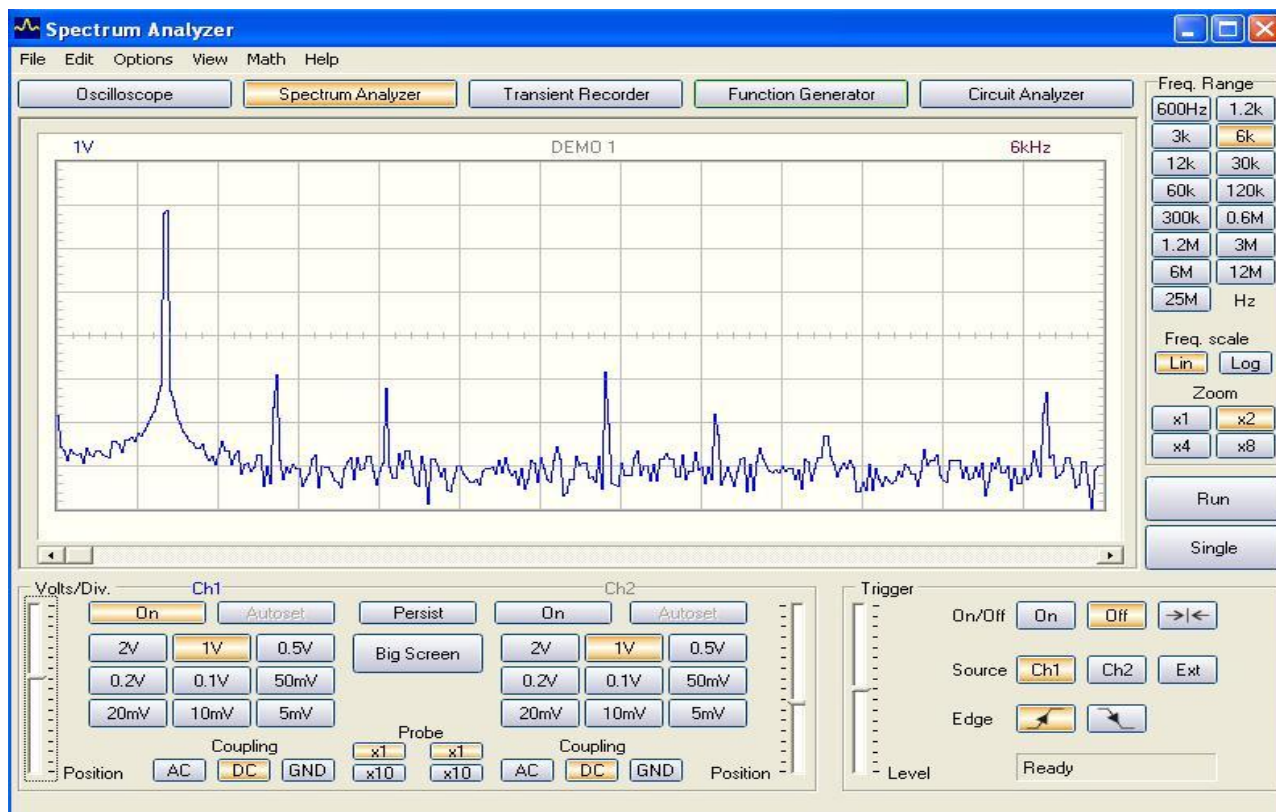 Spectrum Analyzer
File Edit Options View Math Help
Oscilloscope Spectrum Analyzer Transient Recorder Function Generator Circuit Analyzer
Freq. Range
600Hz 1.2k
3k 6k
12k 30k
60k 120k
300k 0.6M
1.2M 3M
6M 12M
25M Hz
Freq. scale
Lin Log
Zoom
x1 x2
x4 x8
Run
Single
1V DEMO 1 6kHz
Volts/Div. Ch1 Ch2
On Autoset Persist On Autoset
2V 1V 0.5V Big Screen 2V 1V 0.5V
0.2V 0.1V 50mV 0.2V 0.1V 50mV
20mV 10mV 5mV 20mV 10mV 5mV
Coupling Probe Coupling
x1 x1
Position AC DC GND x10 x10 AC DC GND Position
Trigger
On/Off On Off
Source Ch1 Ch2 Ext
Edge
Level Ready